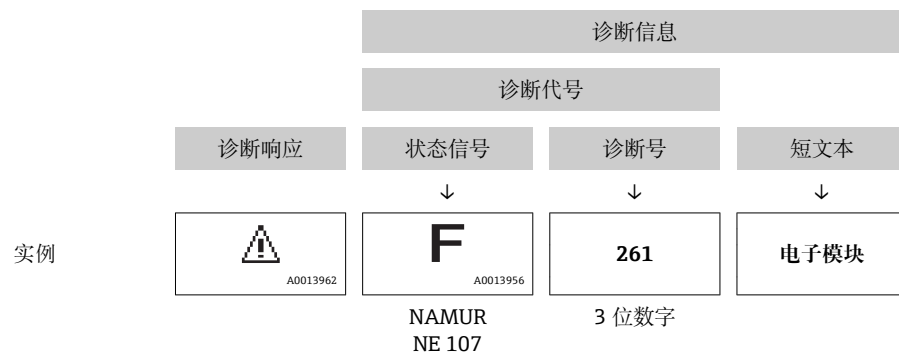 诊断信息
诊断代号
诊断响应 状态信号 诊断号 短文本
↓ ↓ ↓
实例 F 261 电子模块
A0013962 A0013956
NAMUR 3 位数字
NE 107